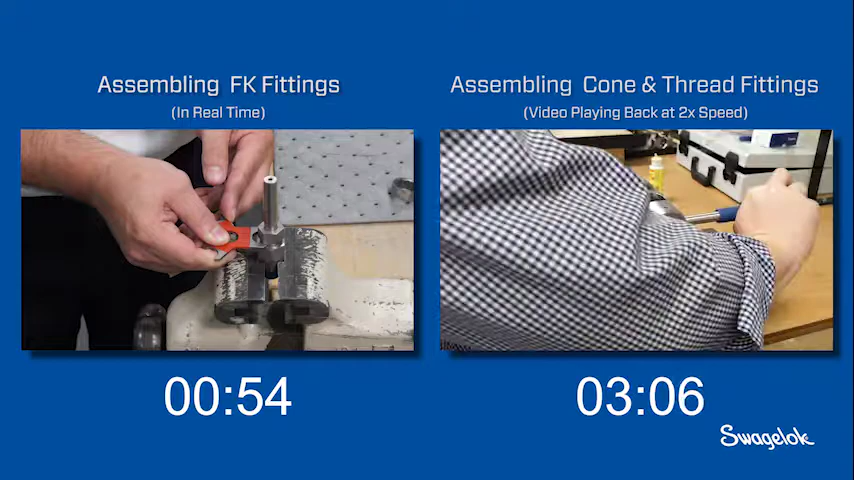 Assembling FK Fittings
(In Real Time)
Assembling Cone & Thread Fittings
(Video Playing Back at 2x Speed)
00:54
03:06
Swagelok